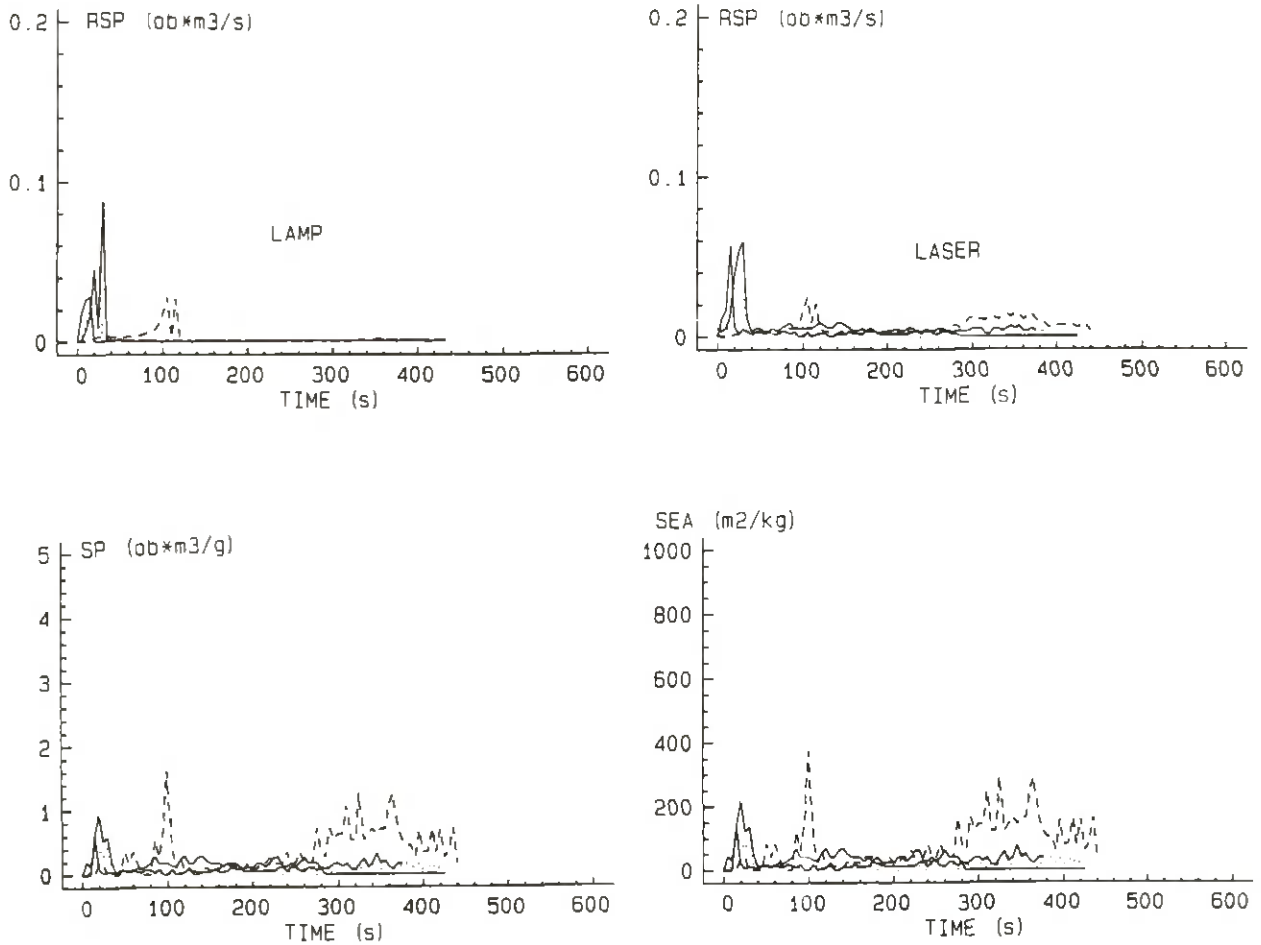 0.2 RSP (ob*m3/s)
0.1
0
LAMP
0 100 200 300 400 500 600
TIME (s)
0.2 RSP (ob*m3/s)
0.1
0
LASER
0 100 200 300 400 500 600
TIME (s)
5 SP (ob*m3/g)
4
3
2
1
0
0 100 200 300 400 500 600
TIME (s)
SEA (m2/kg)
1000
800
600
400
200
0
0 100 200 300 400 500 600
TIME (s)